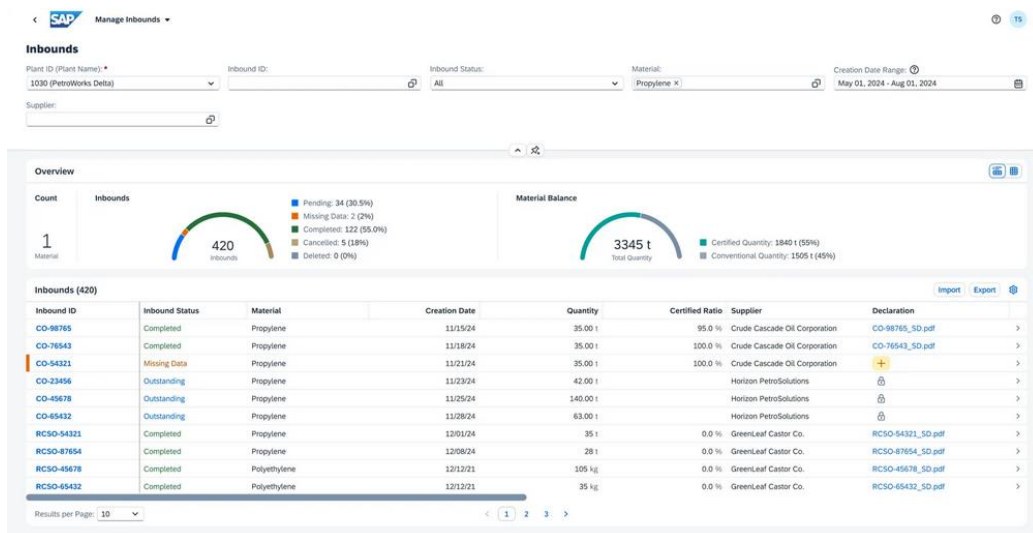 SAP Manage Inbounds TS
Inbounds
Plant ID (Plant Name): * Inbound ID: Inbound Status: Material: Creation Date Range:
1030 (PetroWorks Delta) All Propylene × May 01, 2024 - Aug 01, 2024
Supplier:
Overview
Count Inbounds Material Balance
1
Material
420
Inbounds
Pending: 34 (30.5%)
Missing Data: 2 (2%)
Completed: 122 (55.0%)
Cancelled: 5 (18%)
Deleted: 0 (0%)
3345 t
Total Quantity
Certified Quantity: 1840 t (55%)
Conventional Quantity: 1505 t (45%)
Inbounds (420) Import Export
Inbound ID Inbound Status Material Creation Date Quantity Certified Ratio Supplier Declaration
CO-98765 Completed Propylene 11/15/24 35.00 t 95.0 % Crude Cascade Oil Corporation CO-98765_SD.pdf
CO-76543 Completed Propylene 11/18/24 35.00 t 100.0 % Crude Cascade Oil Corporation CO-76543_SD.pdf
CO-54321 Missing Data Propylene 11/21/24 35.00 t 100.0 % Crude Cascade Oil Corporation +
CO-23456 Outstanding Propylene 11/23/24 42.00 t Horizon PetroSolutions
CO-45678 Outstanding Propylene 11/25/24 140.00 t Horizon PetroSolutions
CO-65432 Outstanding Propylene 11/28/24 63.00 t Horizon PetroSolutions
RCSO-54321 Completed Propylene 12/01/24 35 t 0.0 % GreenLeaf Castor Co. RCSO-54321_SD.pdf
RCSO-87654 Completed Propylene 12/08/24 28 t 0.0 % GreenLeaf Castor Co. RCSO-87654_SD.pdf
RCSO-45678 Completed Polyethylene 12/12/21 105 kg 0.0 % GreenLeaf Castor Co. RCSO-45678_SD.pdf
RCSO-65432 Completed Polyethylene 12/12/21 35 kg 0.0 % GreenLeaf Castor Co. RCSO-65432_SD.pdf
Results per Page: 10 1 2 3